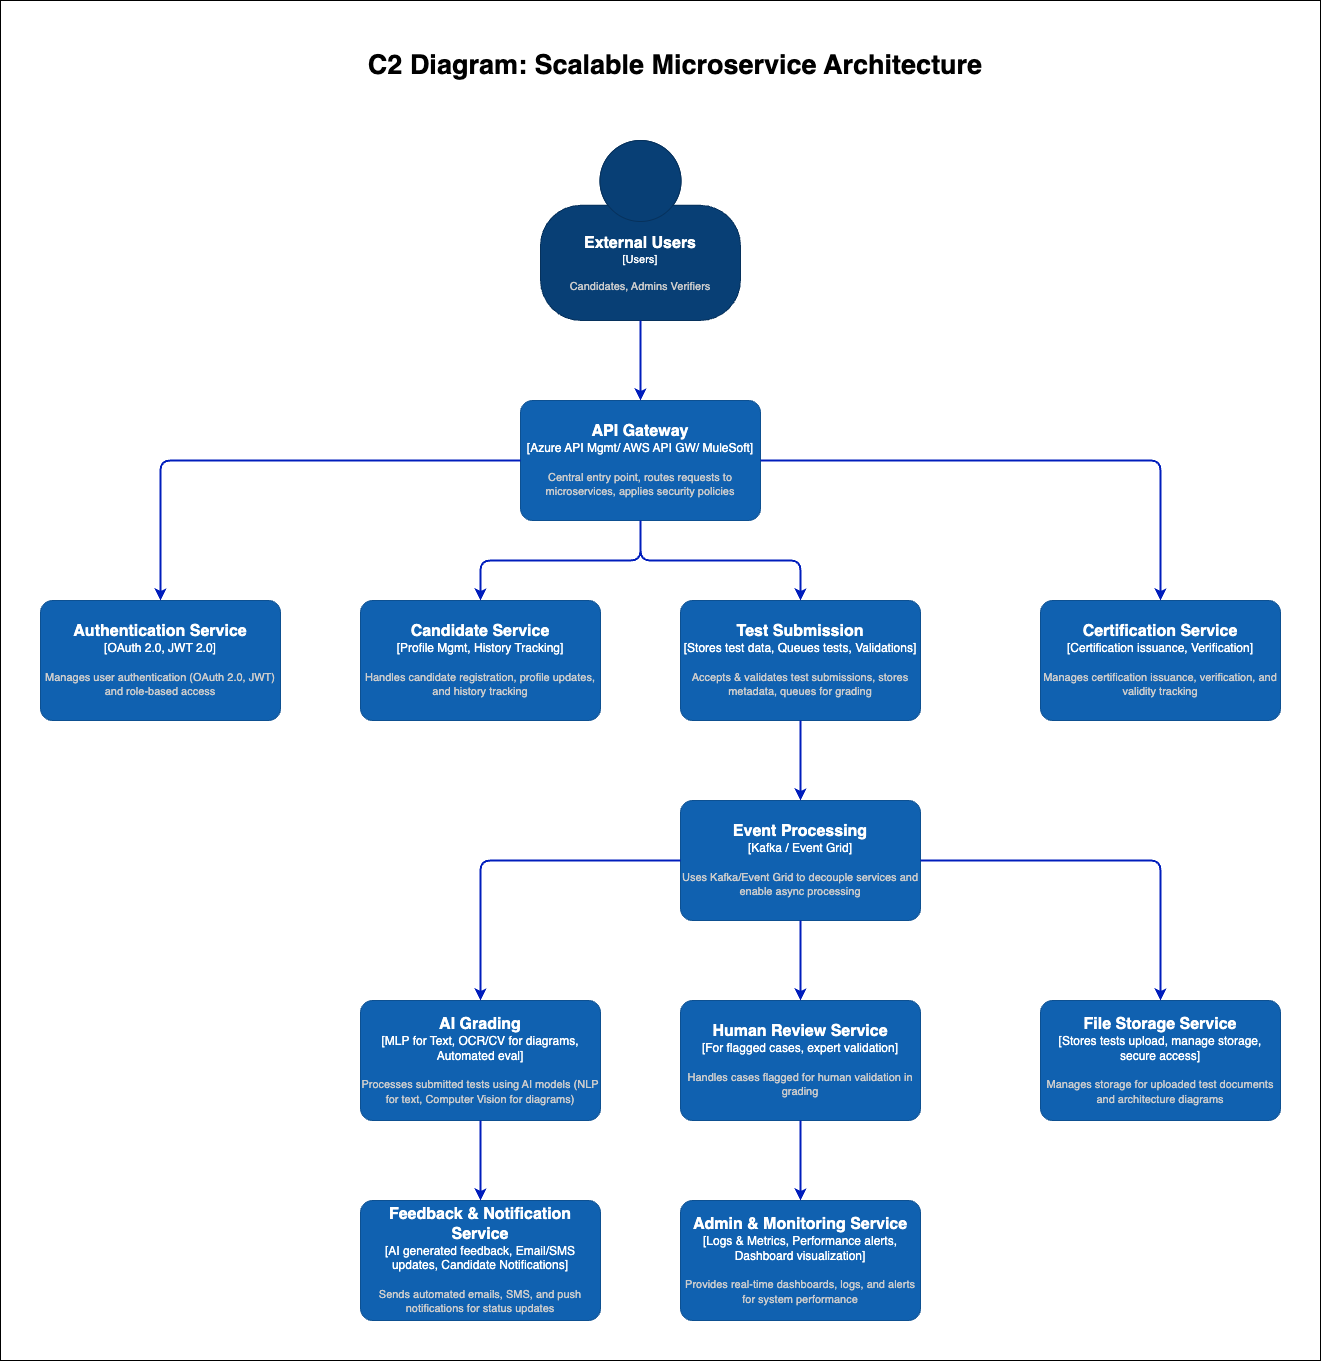 C2 Diagram: Scalable Microservice Architecture
External Users
[Users]
Candidates, Admins Verifiers
API Gateway
[Azure API Mgmt/ AWS API GW/ MuleSoft]
Central entry point, routes requests to
microservices, applies security policies
Authentication Service
[OAuth 2.0, JWT 2.0]
Manages user authentication (OAuth 2.0, JWT)
and role-based access
Candidate Service
[Profile Mgmt, History Tracking]
Handles candidate registration, profile updates,
and history tracking
Test Submission
[Stores test data, Queues tests, Validations]
Accepts & validates test submissions, stores
metadata, queues for grading
Certification Service
[Certification issuance, Verification]
Manages certification issuance, verification, and
validity tracking
Event Processing
[Kafka / Event Grid]
Uses Kafka/Event Grid to decouple services and
enable async processing
AI Grading
[MLP for Text, OCR/CV for diagrams,
Automated eval]
Processes submitted tests using AI models (NLP
for text, Computer Vision for diagrams)
Human Review Service
[For flagged cases, expert validation]
Handles cases flagged for human validation in
grading
File Storage Service
[Stores tests upload, manage storage,
secure access]
Manages storage for uploaded test documents
and architecture diagrams
Feedback & Notification
Service
[AI generated feedback, Email/SMS
updates, Candidate Notifications]
Sends automated emails, SMS, and push
notifications for status updates
Admin & Monitoring Service
[Logs & Metrics, Performance alerts,
Dashboard visualization]
Provides real-time dashboards, logs, and alerts
for system performance